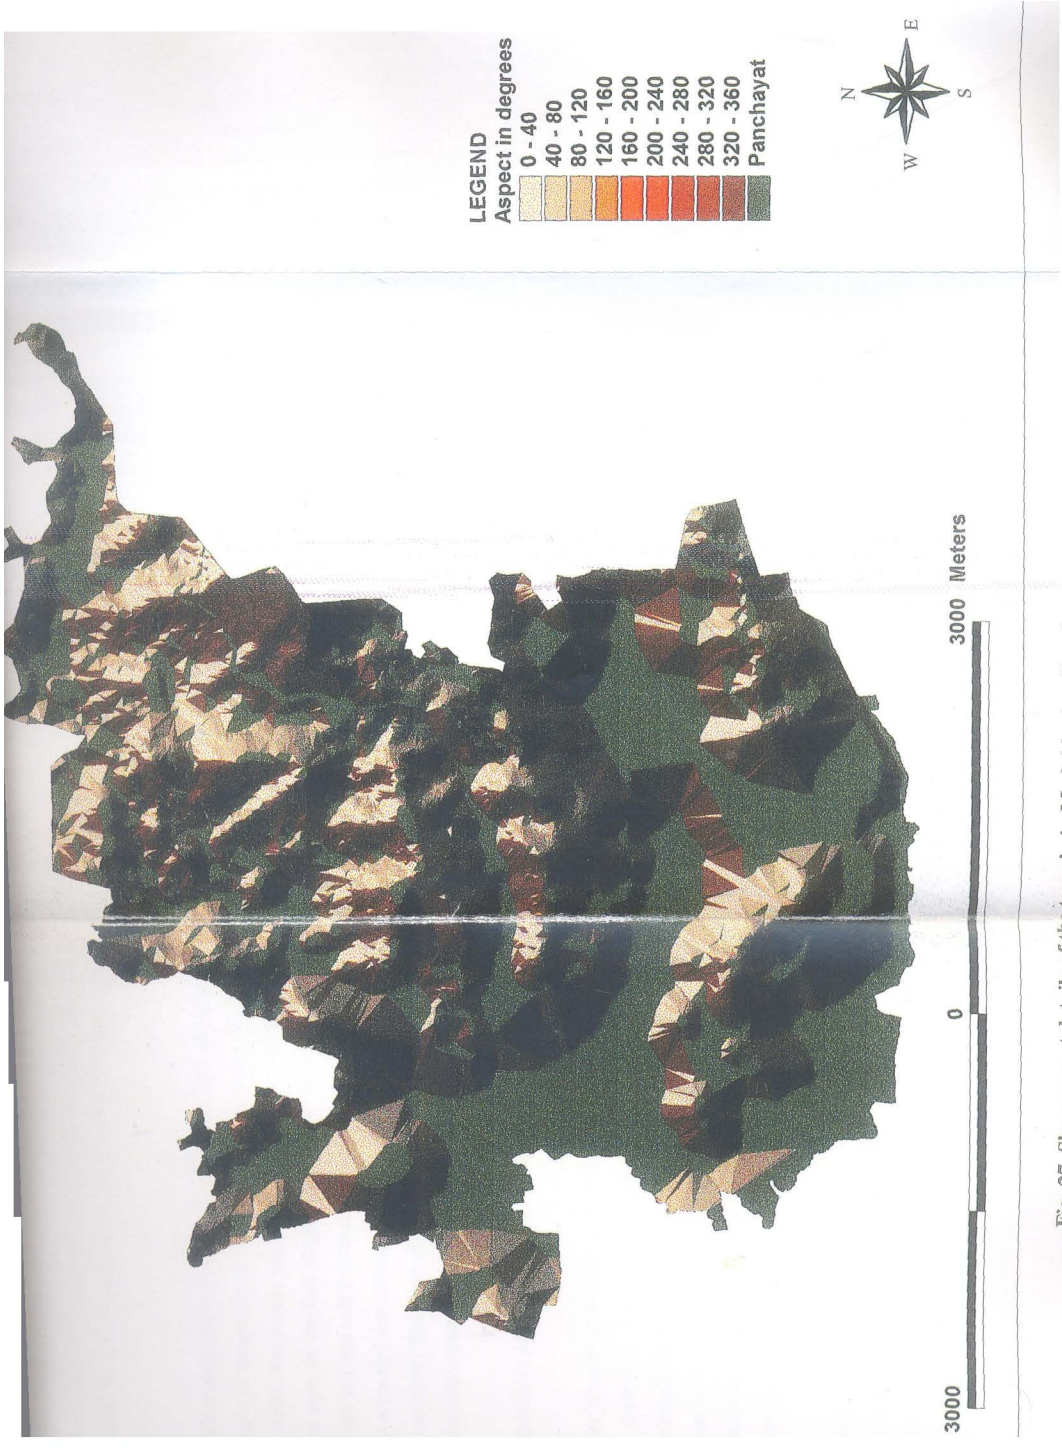 LEGEND
Aspect in degrees
0 - 40
40 - 80
80 - 120
120 - 160
160 - 200
200 - 240
240 - 280
280 - 320
320 - 360
Panchayat
N
W E
S
3000 0 3000 Meters